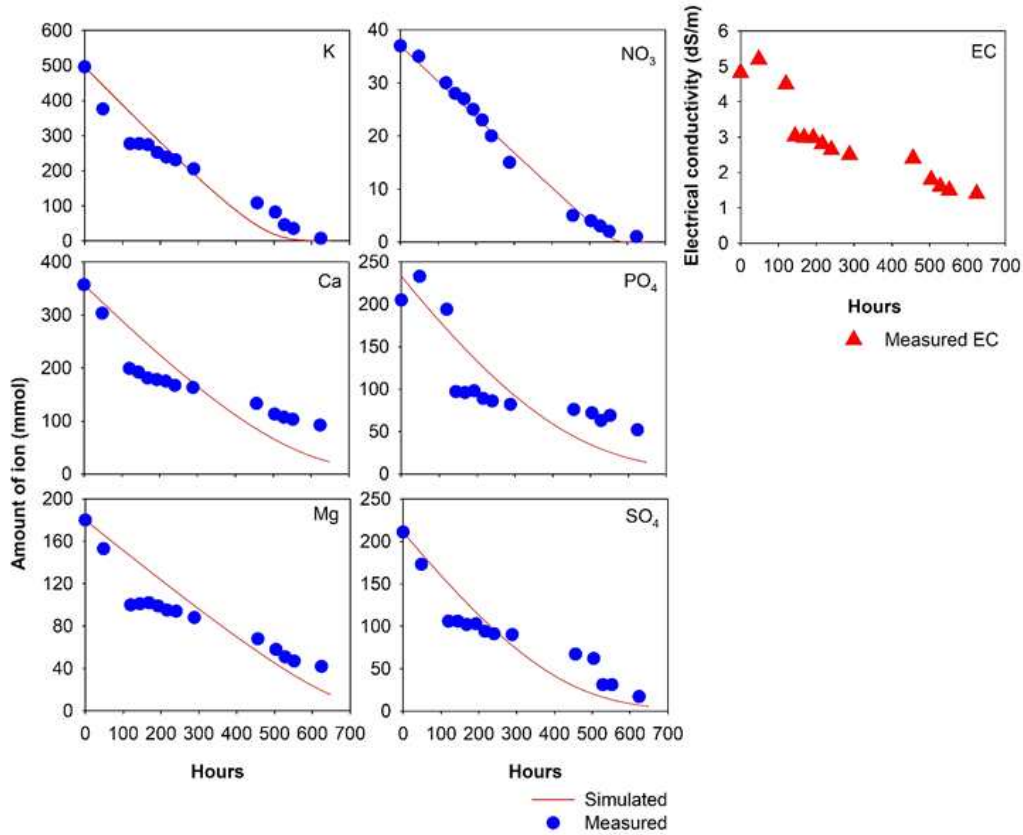 600
500
400
300
200
100
0
K
40
30
20
10
0
NO3
Electrical conductivity (dS/m)
6
5
4
3
2
1
0
EC
0 100 200 300 400 500 600 700
Hours
Measured EC
Amount of ion (mmol)
400
300
200
100
0
Ca
250
200
150
100
50
0
PO4
200
160
120
80
40
0
Mg
0 100 200 300 400 500 600 700
Hours
250
200
150
100
50
0
SO4
0 100 200 300 400 500 600 700
Hours
Simulated
Measured